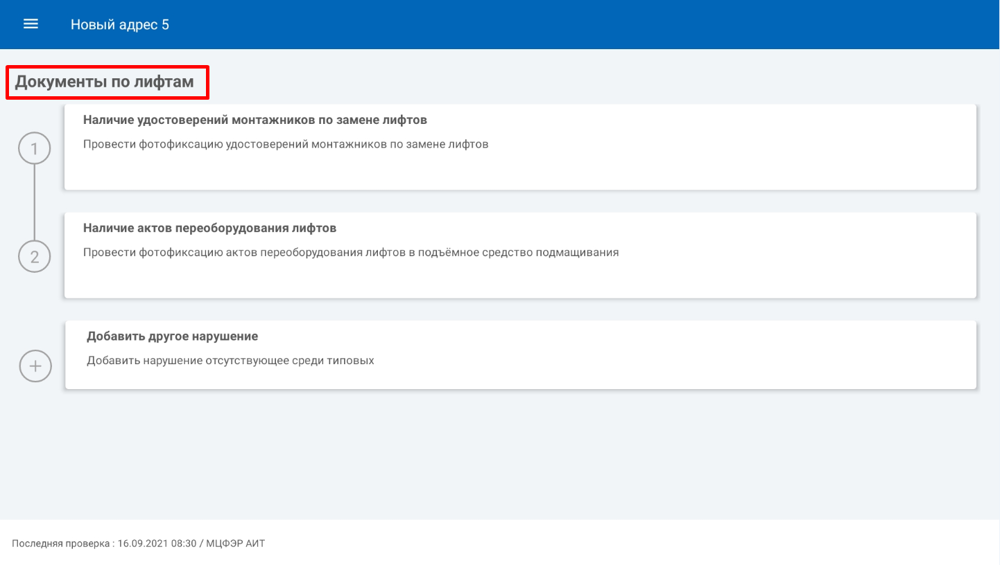 Новый адрес 5
Документы по лифтам
Наличие удостоверений монтажников по замене лифтов
1
Провести фотофиксацию удостоверений монтажников по замене лифтов
Наличие актов переоборудования лифтов
2
Провести фотофиксацию актов переоборудования лифтов в подъёмное средство подмащивания
Добавить другое нарушение
+
Добавить нарушение отсутствующее среди типовых
Последняя проверка : 16.09.2021 08:30 / МЦФЭР АИТ